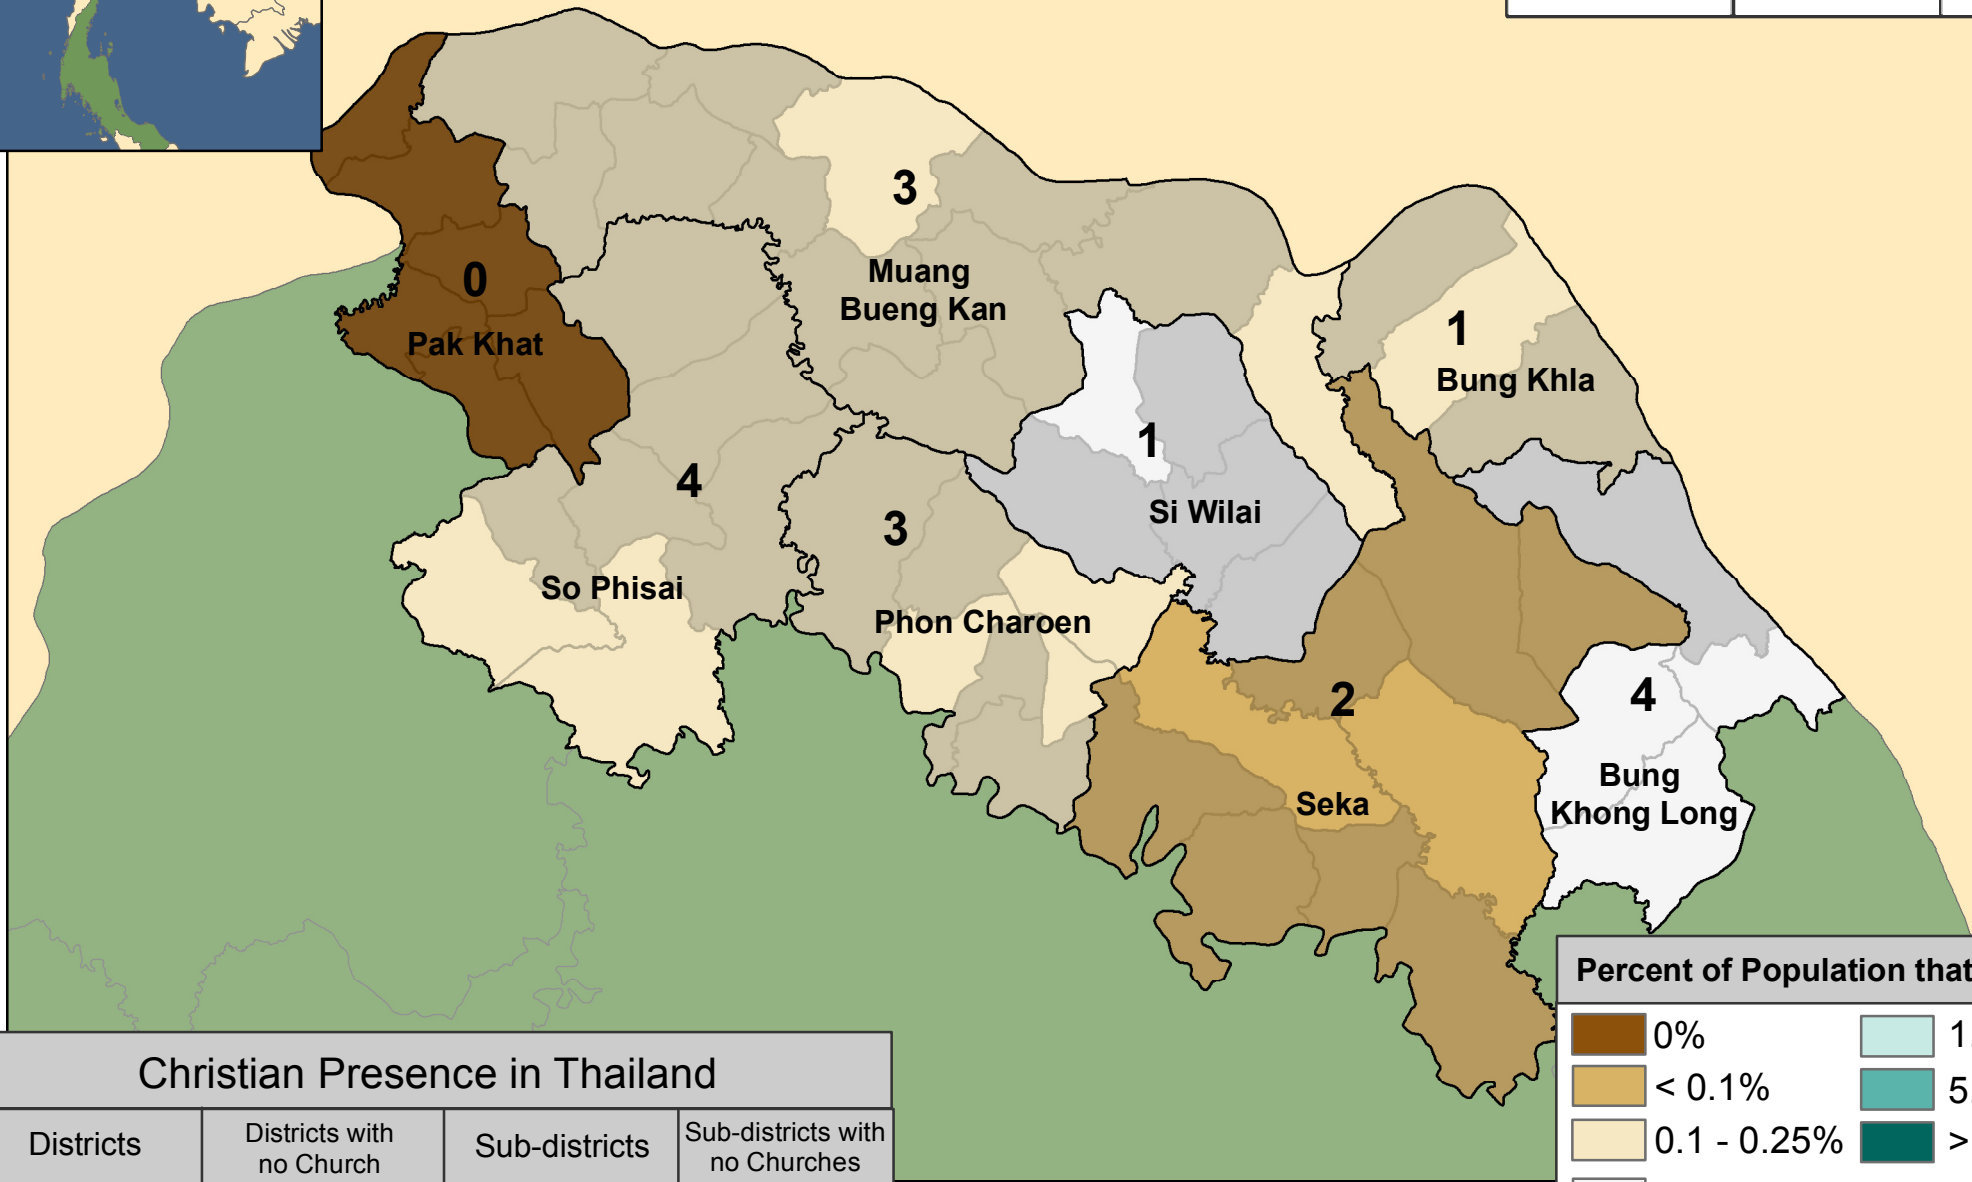 3
Muang
Bueng Kan
0
Pak Khat
1
Bung Khla
1
Si Wilai
4
So Phisai
3
Phon Charoen
2
Seka
4
Bung
Khong Long
Percent of Population that
0%
1
< 0.1%
5
0.1 - 0.25%
>
Christian Presence in Thailand
Districts
Districts with
no Church
Sub-districts
Sub-districts with
no Churches